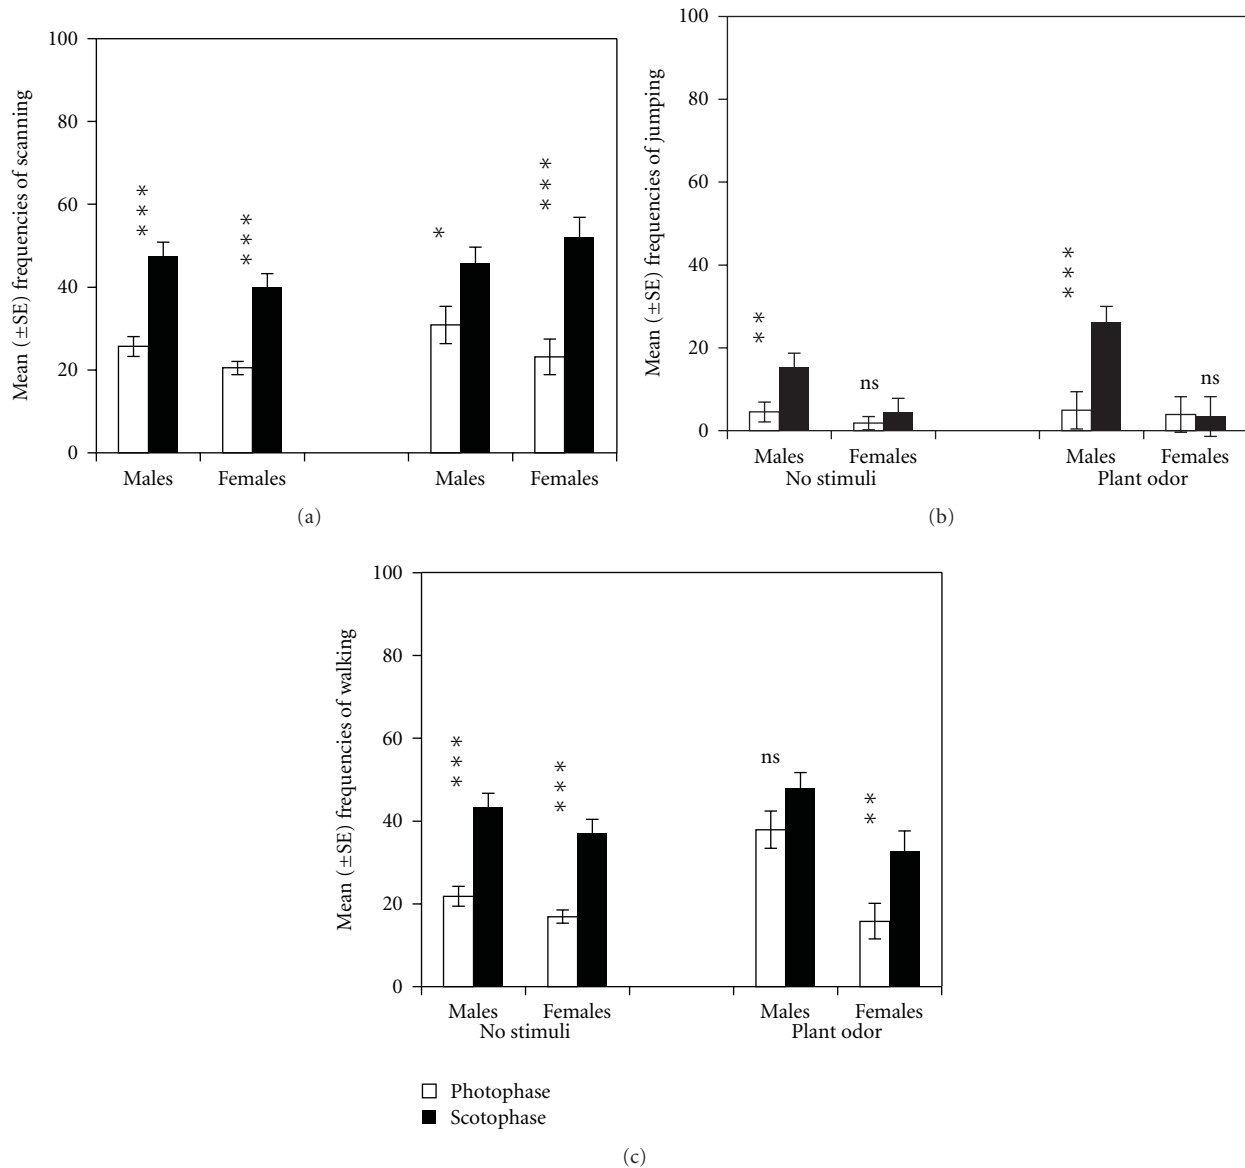 Mean (±SE) frequencies of scanning
100
80
60
40
20
0
***
***
*
***
Males Females Males Females
(a)
Mean (±SE) frequencies of jumping
100
80
60
40
20
0
**
ns
***
ns
Males Females Males Females
No stimuli Plant odor
(b)
Mean (±SE) frequencies of walking
100
80
60
40
20
0
***
***
ns
**
Males Females Males Females
No stimuli Plant odor
Photophase
Scotophase
(c)